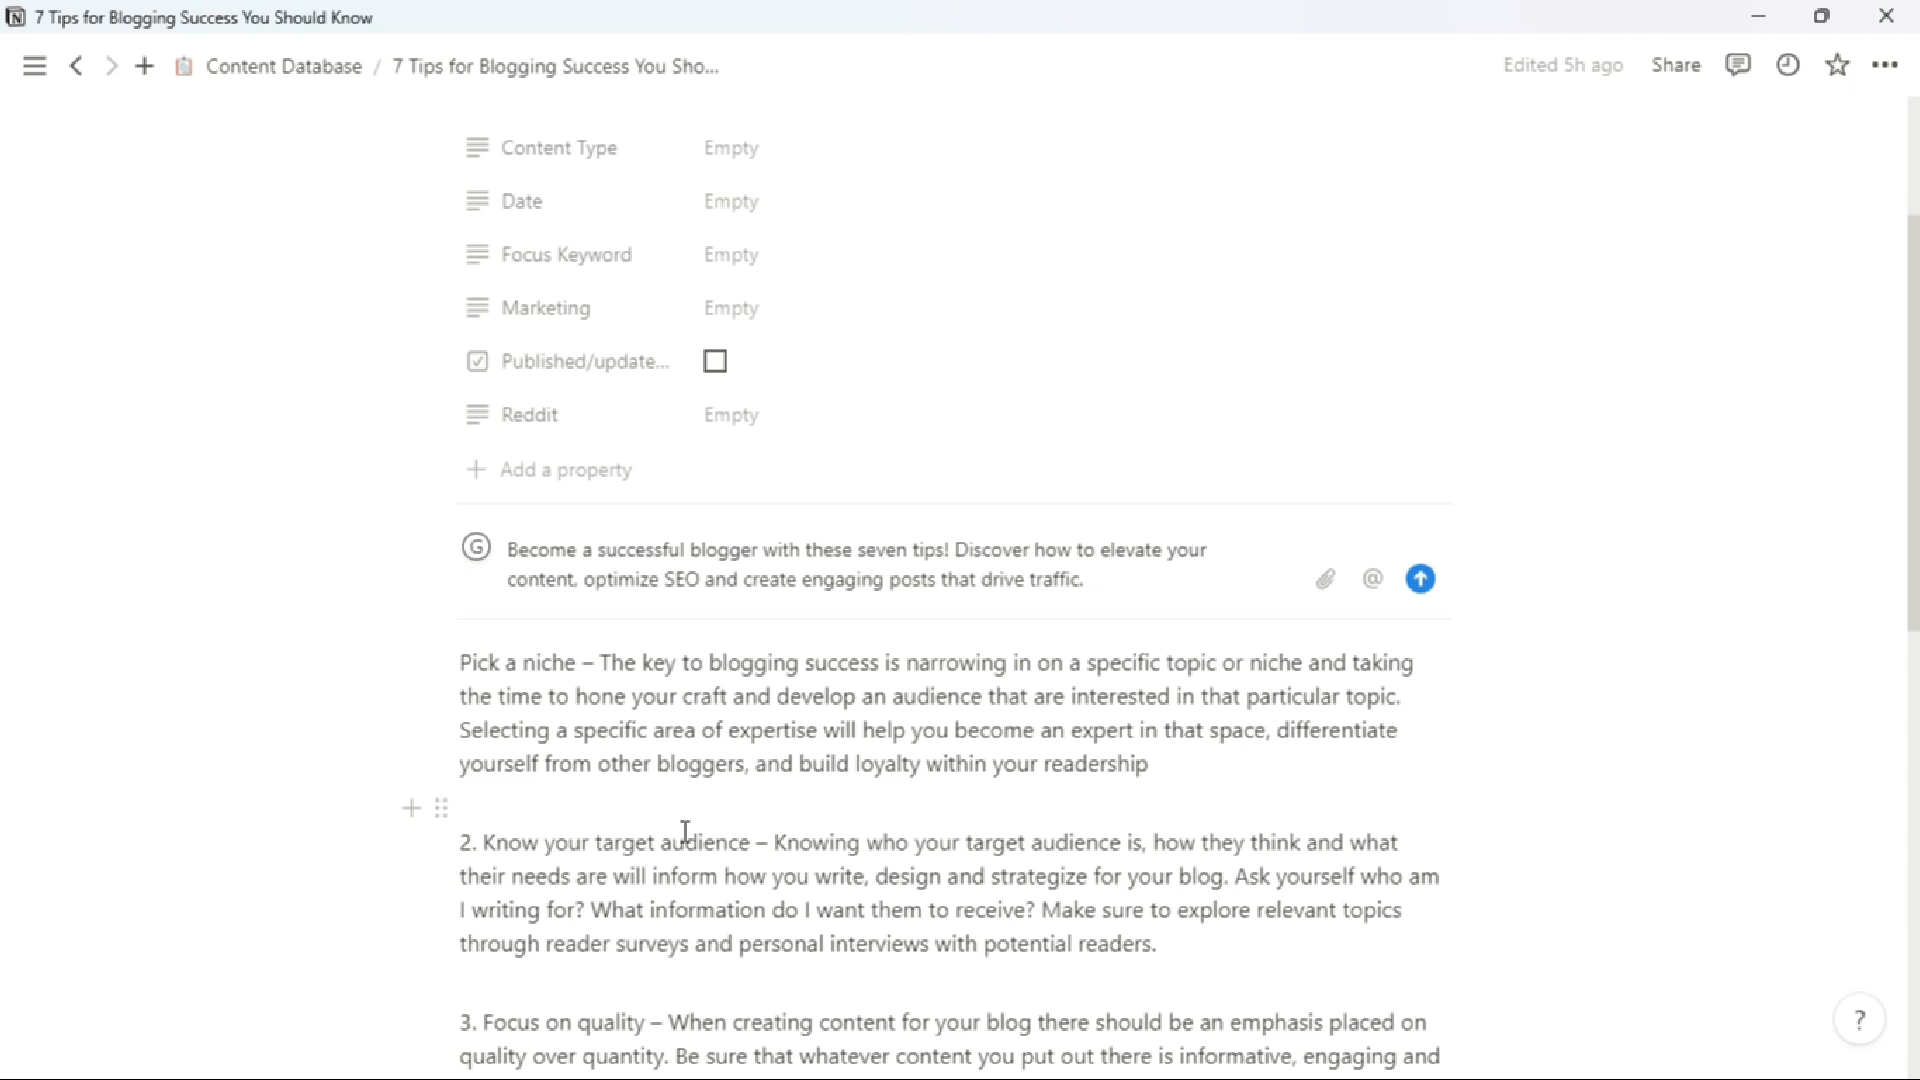 7 Tips for Blogging Success You Should Know
Content Database / 7 Tips for Blogging Success You Sho...
Edited 5h ago Share
Content Type Empty
Date Empty
Focus Keyword Empty
Marketing Empty
Published/update...
Reddit Empty
+ Add a property
G Become a successful blogger with these seven tips! Discover how to elevate your
content, optimize SEO and create engaging posts that drive traffic.
@
Pick a niche – The key to blogging success is narrowing in on a specific topic or niche and taking
the time to hone your craft and develop an audience that are interested in that particular topic.
Selecting a specific area of expertise will help you become an expert in that space, differentiate
yourself from other bloggers, and build loyalty within your readership
2. Know your target audience – Knowing who your target audience is, how they think and what
their needs are will inform how you write, design and strategize for your blog. Ask yourself who am
I writing for? What information do I want them to receive? Make sure to explore relevant topics
through reader surveys and personal interviews with potential readers.
3. Focus on quality – When creating content for your blog there should be an emphasis placed on
quality over quantity. Be sure that whatever content you put out there is informative, engaging and
?